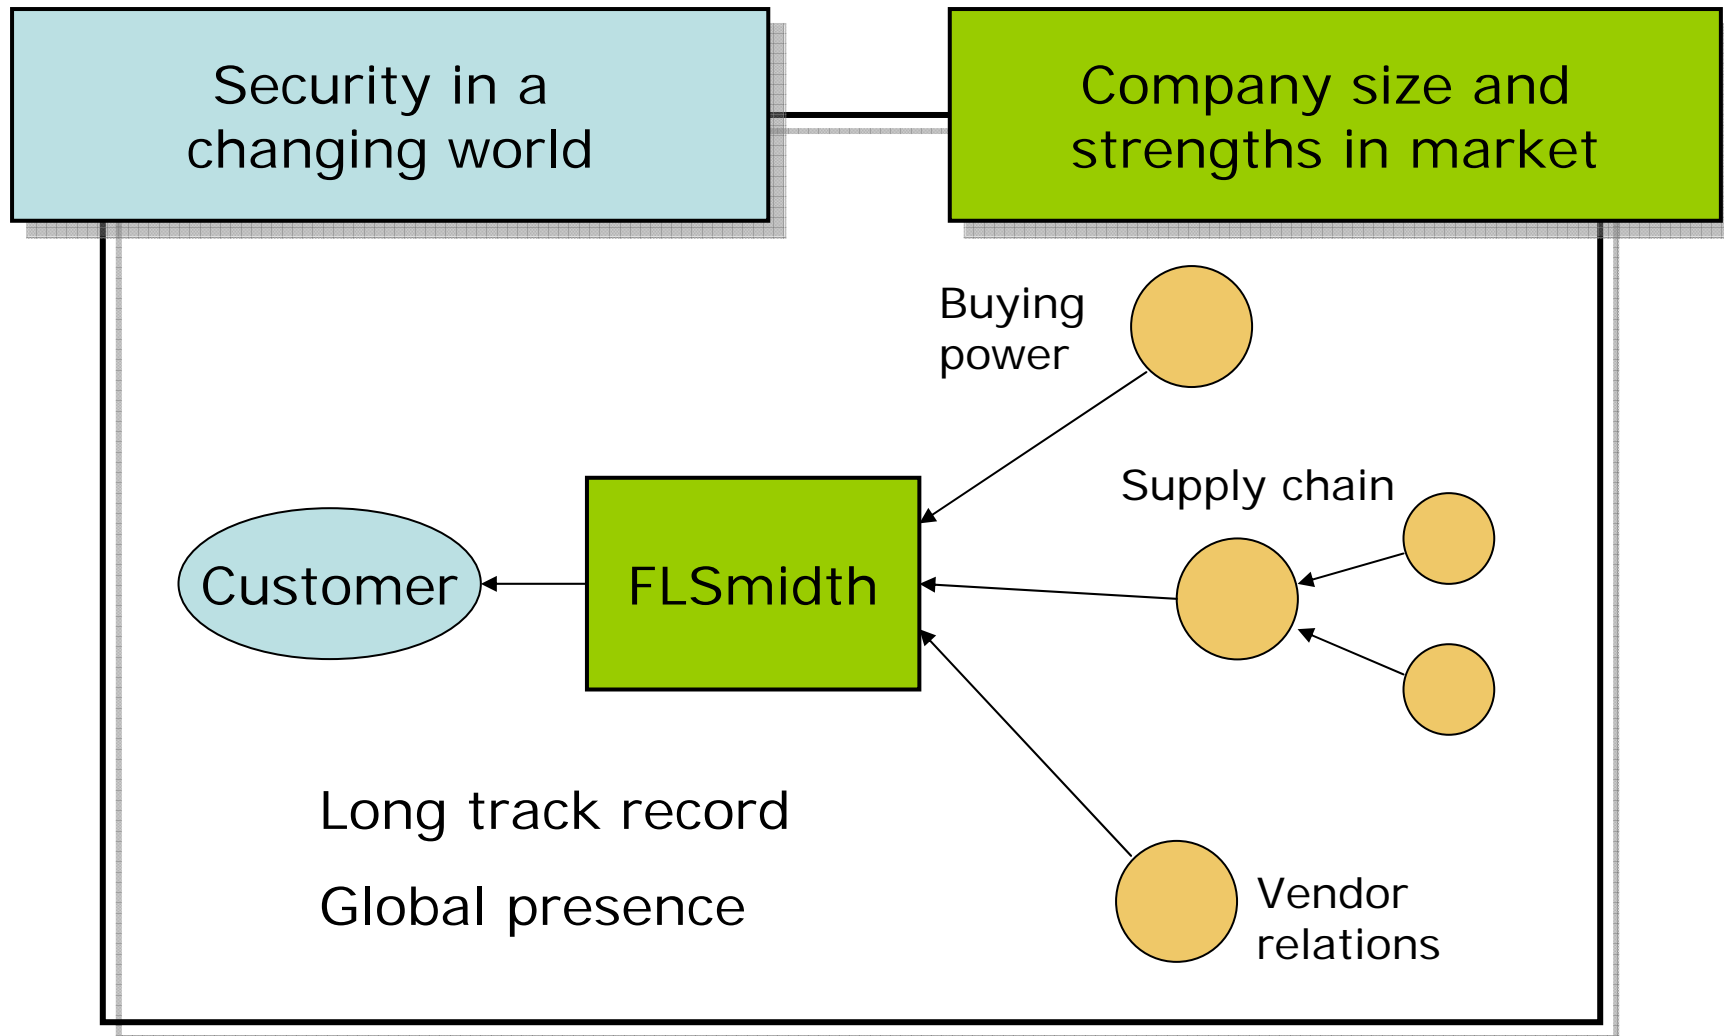 Security in a
changing world
Company size and
strengths in market
Buying
power
Supply chain
Customer
FLSmidth
Long track record
Global presence
Vendor
relations